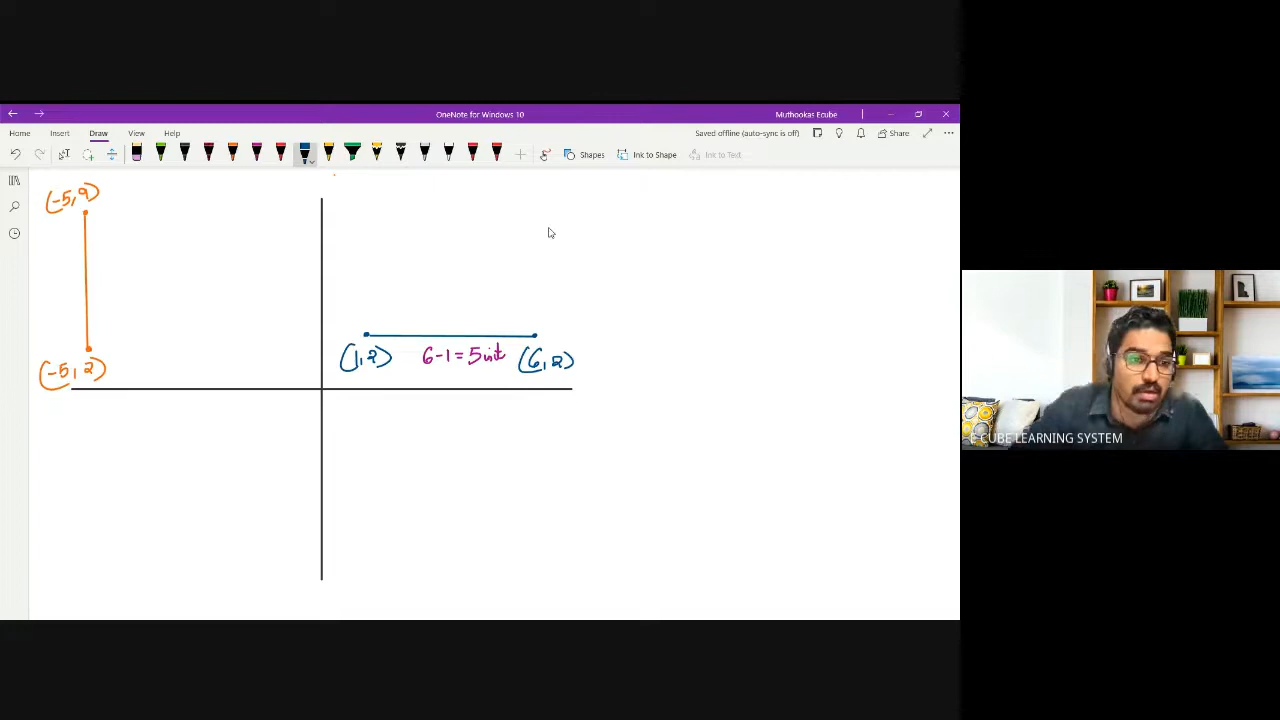 OneNote for Windows 10
Muthookas Ecube
Home Insert Draw View Help
Saved offline (auto-sync is off)
Share
Shapes
Ink to Shape
Ink to Text
(-5,9)
(-5,2)
(1,2)
6-1=5
(6,2)
E CUBE LEARNING SYSTEM